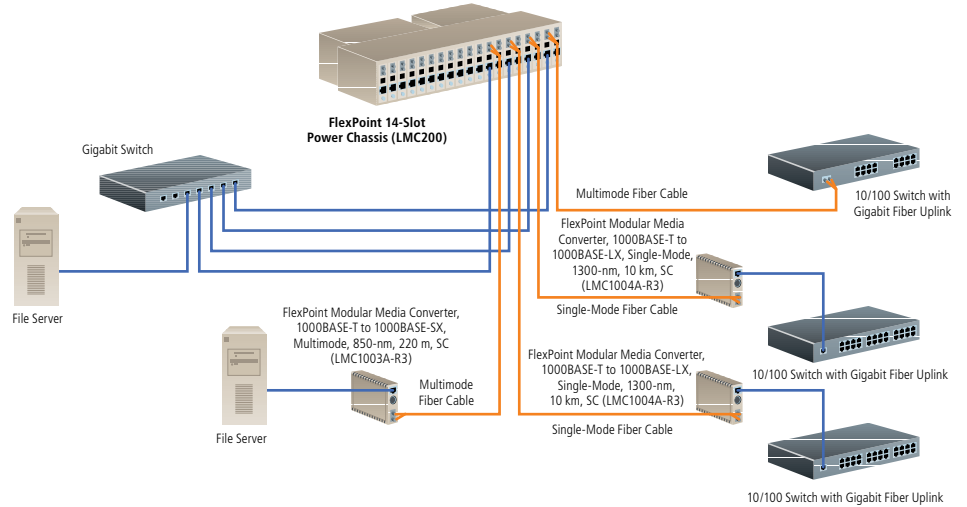 FlexPoint 14-Slot
Power Chassis (LMC200)
Gigabit Switch
Multimode Fiber Cable
10/100 Switch with
Gigabit Fiber Uplink
FlexPoint Modular Media
Converter, 1000BASE-T to
1000BASE-LX, Single-Mode,
1300-nm, 10 km, SC
(LMC1004A-R3)
Single-Mode Fiber Cable
File Server
FlexPoint Modular Media Converter,
1000BASE-T to 1000BASE-SX,
Multimode, 850-nm, 220 m, SC
(LMC1003A-R3)
Multimode
Fiber Cable
File Server
FlexPoint Modular Media Converter,
1000BASE-T to 1000BASE-LX,
Single-Mode, 1300-nm,
10 km, SC (LMC1004A-R3)
Single-Mode Fiber Cable
10/100 Switch with Gigabit Fiber Uplink
10/100 Switch with Gigabit Fiber Uplink